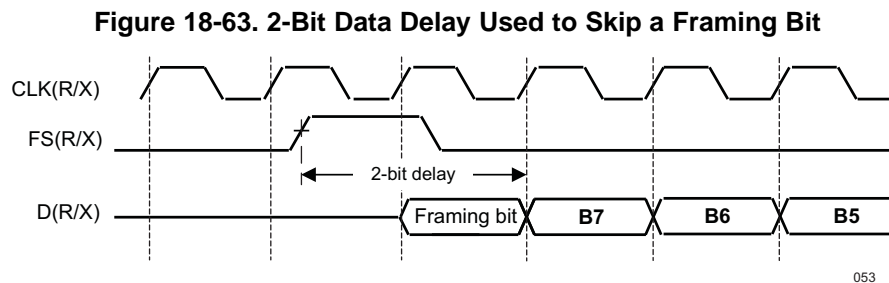 Figure 18-63. 2-Bit Data Delay Used to Skip a Framing Bit
CLK(R/X)
FS(R/X)
2-bit delay
D(R/X)
Framing bit B7 B6 B5
053